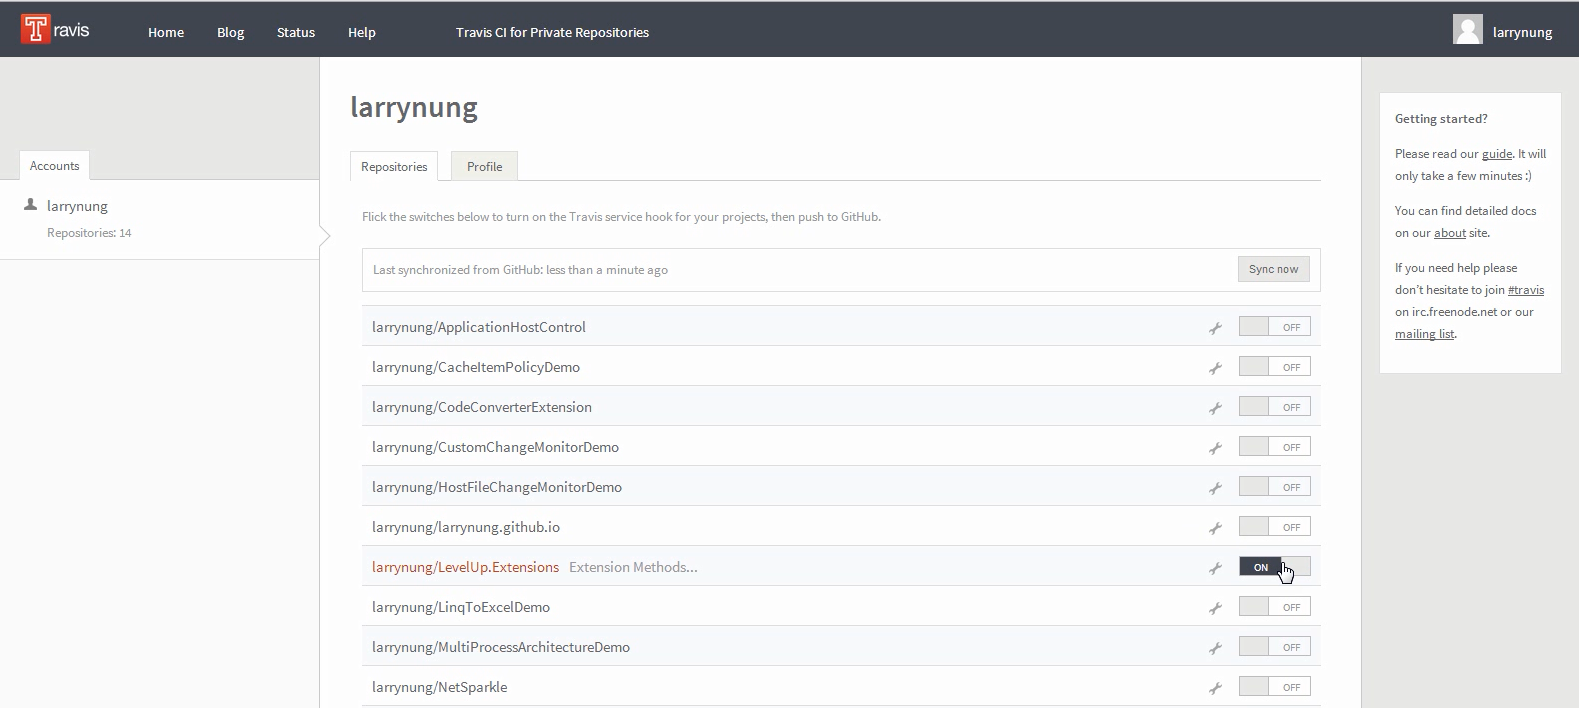 Travis
Home
Blog
Status
Help
Travis CI for Private Repositories
larrynung
Accounts
larrynung
Repositories: 14
larrynung
Repositories
Profile
Flick the switches below to turn on the Travis service hook for your projects, then push to GitHub.
Last synchronized from GitHub: less than a minute ago
Sync now
larrynung/ApplicationHostControl
OFF
larrynung/CacheItemPolicyDemo
OFF
larrynung/CodeConverterExtension
OFF
larrynung/CustomChangeMonitorDemo
OFF
larrynung/HostFileChangeMonitorDemo
OFF
larrynung/larrynung.github.io
OFF
larrynung/LevelUp.Extensions Extension Methods...
ON
larrynung/LinqToExcelDemo
OFF
larrynung/MultiProcessArchitectureDemo
OFF
larrynung/NetSparkle
OFF
Getting started?
Please read our guide. It will
only take a few minutes :)
You can find detailed docs
on our about site.
If you need help please
don't hesitate to join #travis
on irc.freenode.net or our
mailing list.